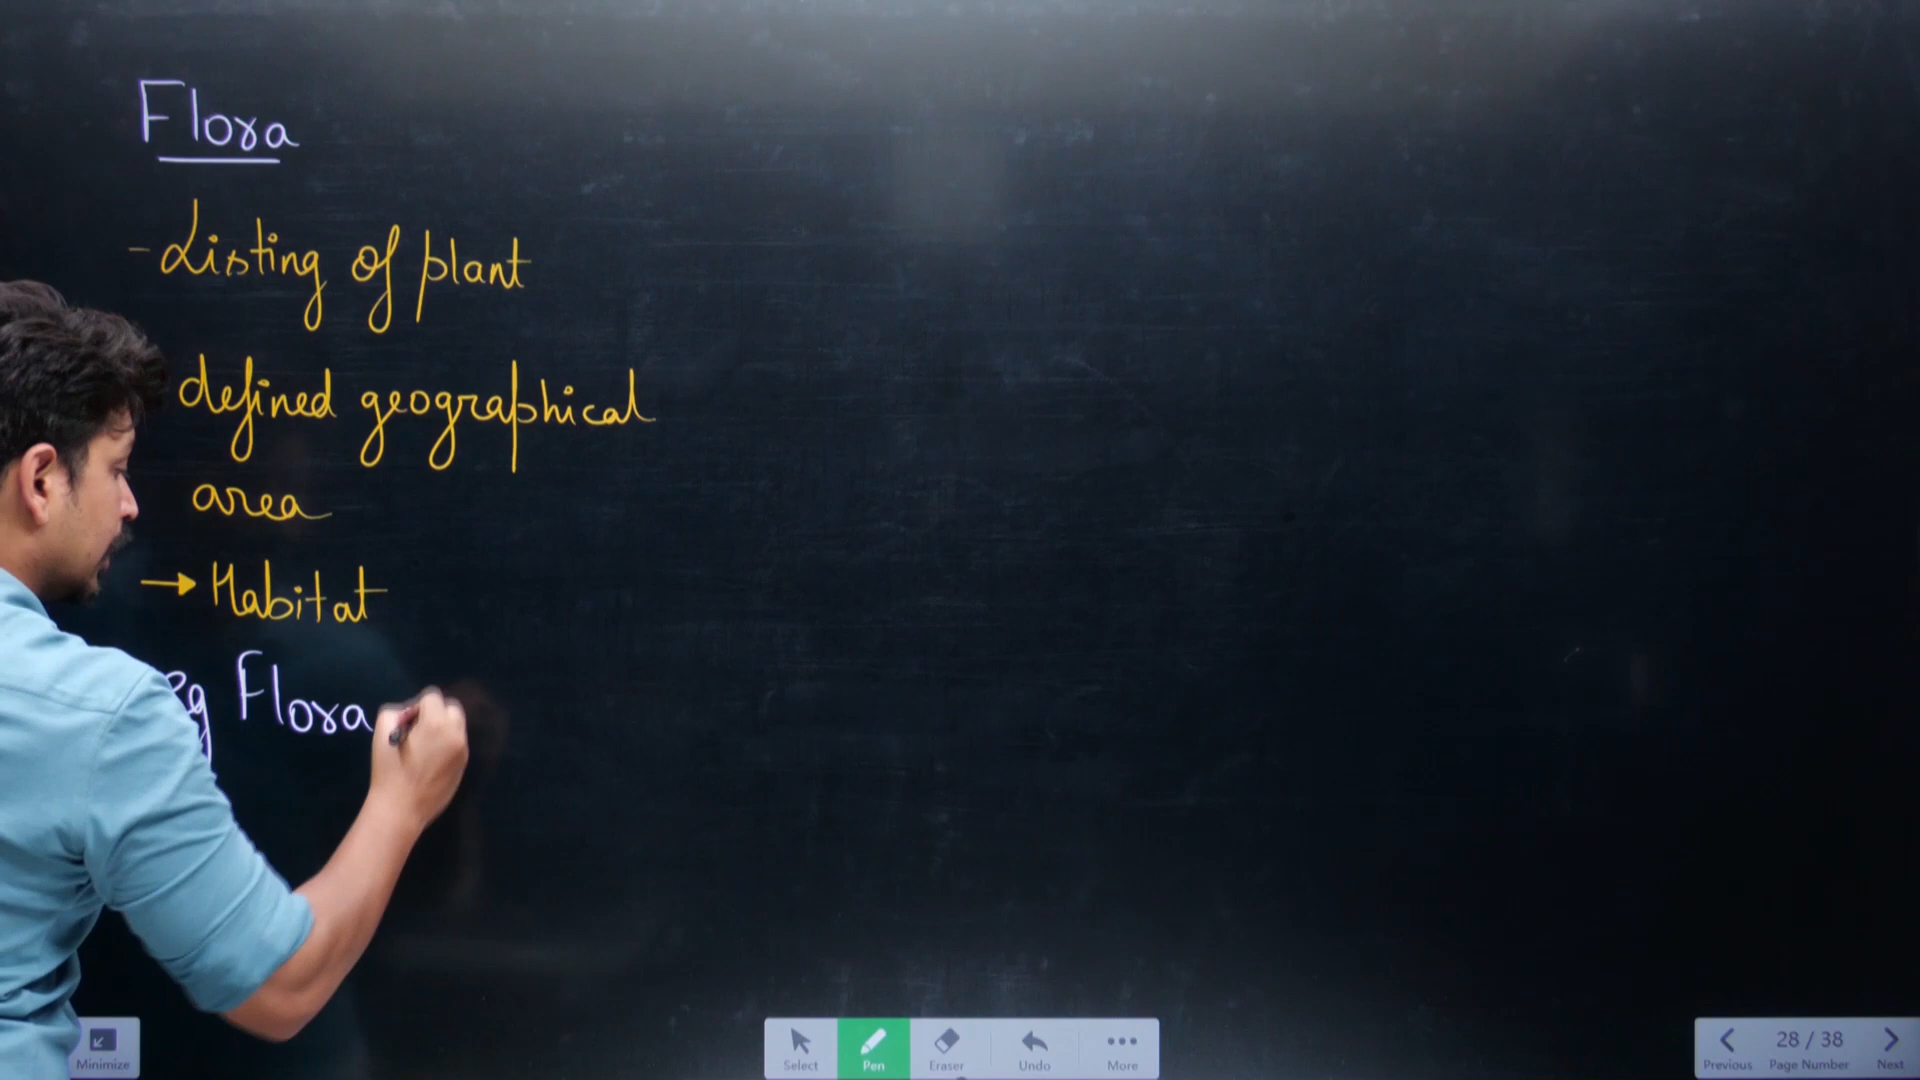 Flora
- Listing of plant
defined geographical
area
→ Habitat
eg Flora
Minimize
Select
Pen
Eraser
Undo
More
28 / 38
Previous
Page Number
Next